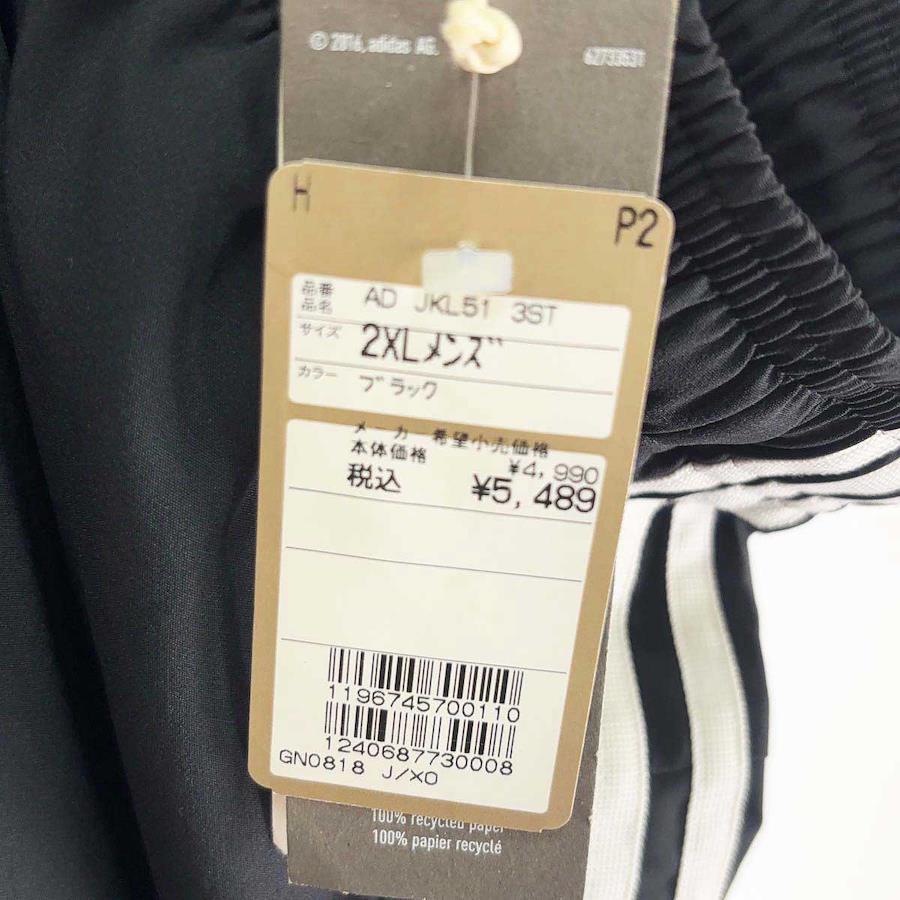 © 2016, adidas AG.
62733531
H
P2
品番
品名
AD JKL51 3ST
サイズ
2XLメンズ
カラー
ブラック
メーカー希望小売価格
本体価格 ¥4,990
税込 ¥5,489
1196745700110
1240687730008
GN0818 J/XO
100% recycled paper
100% papier recyclé